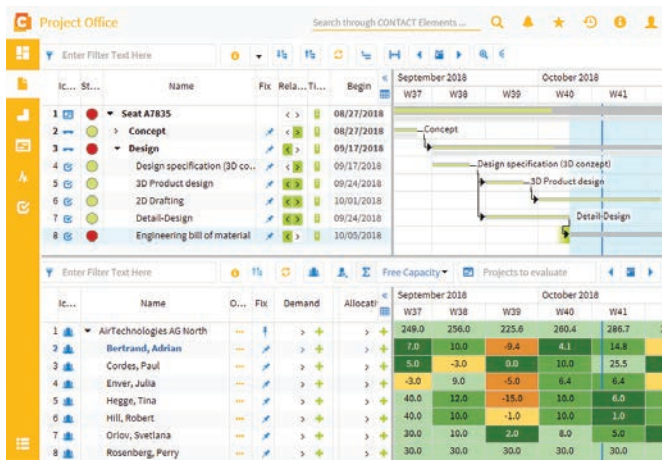 Project Office
Search through CONTACT Elements ...
Enter Filter Text Here
Ic... St... Name Fix Rela... Ti... Begin
September 2018 October 2018
W37 W38 W39 W40 W41
1 Seat A7835 08/27/2018
2 Concept 08/27/2018 Concept
3 Design 09/17/2018
4 Design specification (3D co... 09/17/2018 Design specification (3D concept)
5 3D Product design 09/24/2018 3D Product design
6 2D Drafting 10/01/2018
7 Detail-Design 09/24/2018 Detail-Design
8 Engineering bill of material 10/05/2018
Enter Filter Text Here Free Capacity Projects to evaluate
Ic... Name O... Fix Demand Allocati
September 2018 October 2018
W37 W38 W39 W40 W41
1 AirTechnologies AG North 249.0 256.0 225.6 260.4 286.7
2 Bertrand, Adrian 7.0 10.0 -9.4 4.1 14.8
3 Cordes, Paul 5.0 -3.0 0.0 10.0 25.5
4 Enver, Julia -3.0 9.0 -5.0 6.4 6.4
5 Hegge, Tina 40.0 12.0 -15.0 10.0 6.0
6 Hill, Robert 40.0 10.0 -1.0 10.0 1.0
7 Orlov, Svetlana 30.0 10.0 2.0 8.0 5.0
8 Rosenberg, Perry 30.0 30.0 30.0 30.0 30.0